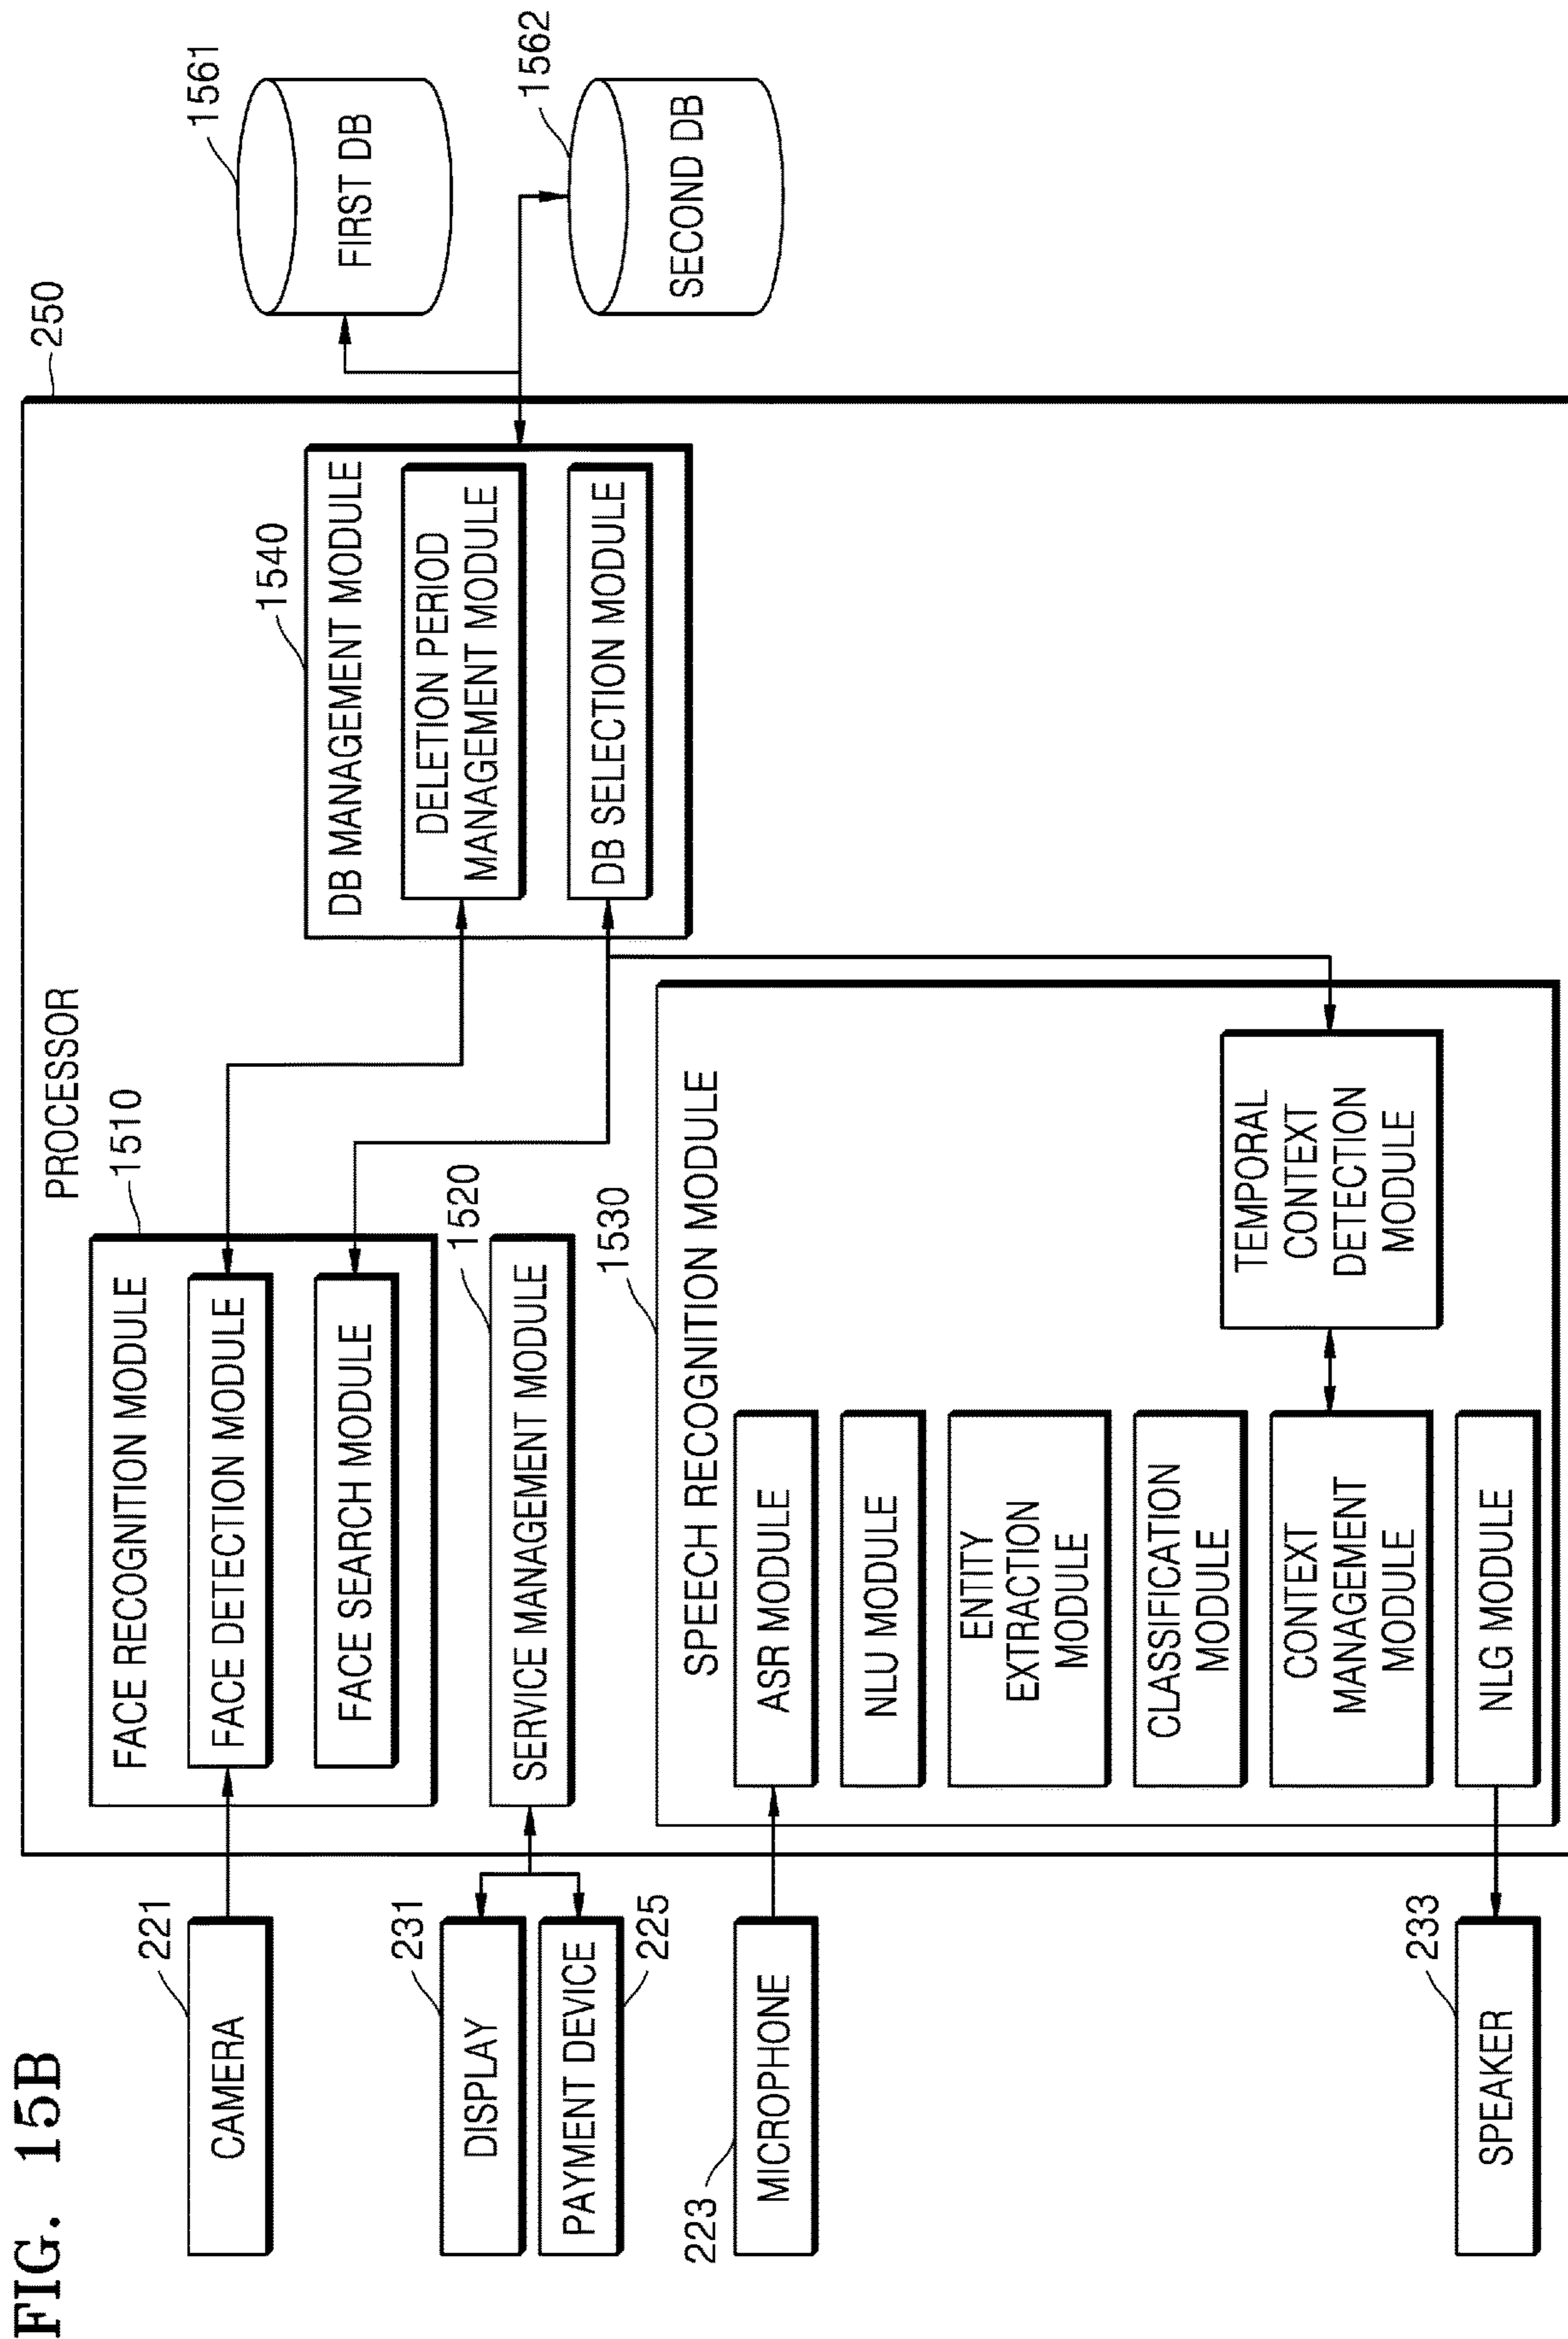 FIG. 15B
PROCESSOR
250
221
CAMERA
1510
FACE RECOGNITION MODULE
FACE DETECTION MODULE
FACE SEARCH MODULE
231
DISPLAY
PAYMENT DEVICE
225
1520
SERVICE MANAGEMENT MODULE
223
MICROPHONE
1530
SPEECH RECOGNITION MODULE
ASR MODULE
NLU MODULE
ENTITY
EXTRACTION
MODULE
CLASSIFICATION
MODULE
CONTEXT
MANAGEMENT
MODULE
NLG MODULE
TEMPORAL
CONTEXT
DETECTION
MODULE
233
SPEAKER
1540
DB MANAGEMENT MODULE
DELETION PERIOD
MANAGEMENT MODULE
DB SELECTION MODULE
1561
FIRST DB
1562
SECOND DB